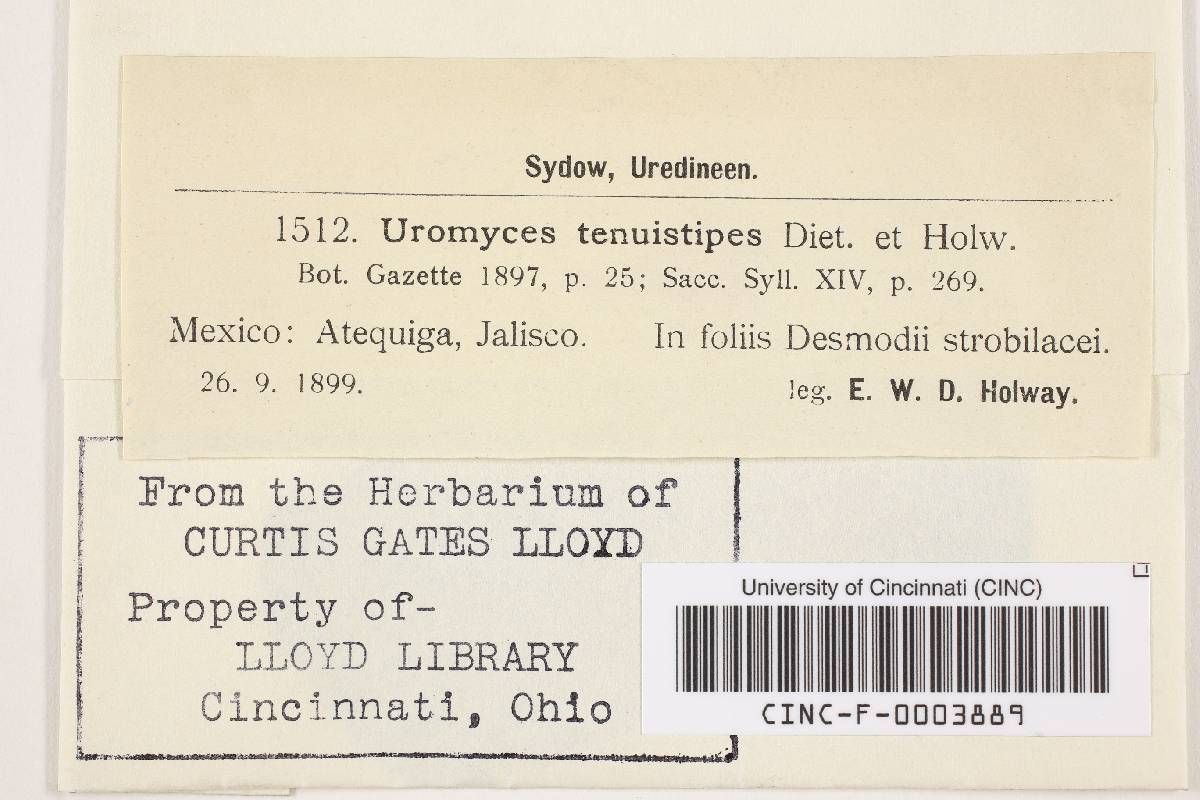 Sydow, Uredineen.
1512. Uromyces tenuistipes Diet. et Holw.
Bot. Gazette 1897, p. 25; Sacc. Syll. XIV, p. 269.
Mexico: Atequiga, Jalisco. In foliis Desmodii strobilacei.
26. 9. 1899. leg. E. W. D. Holway.
From the Herbarium of
CURTIS GATES LLOYD
Property of-
LLOYD LIBRARY
Cincinnati, Ohio
University of Cincinnati (CINC)
CINC-F-0003889